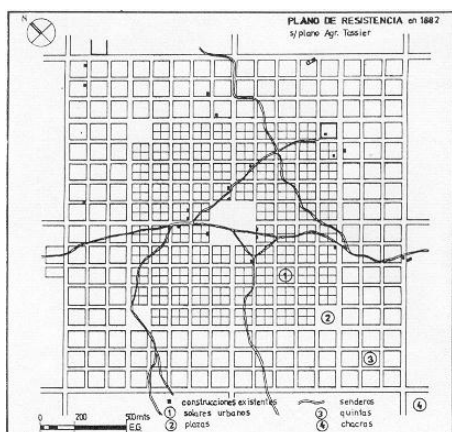 N
PLANO DE RESISTENCIA en 1882
s/plano Agr. Tassier
1
2
3
4
construcciones existentes
senderos
1 solares urbanos
3 quintas
2 plazas
4 chacras
0 200 500mts
E.G.